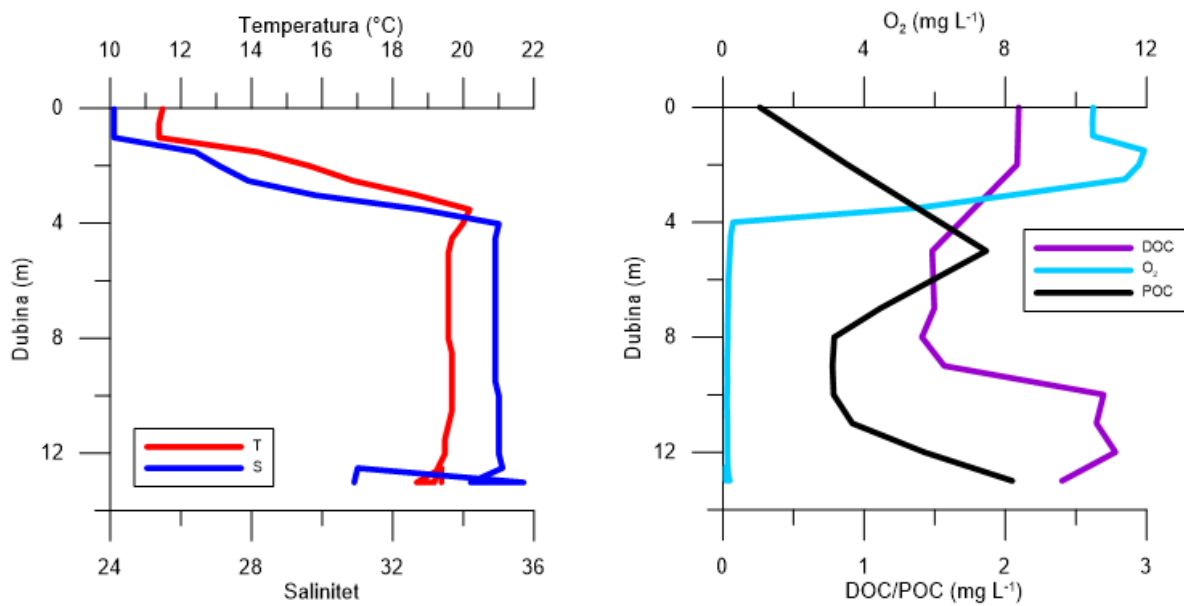 Temperatura (°C)
10 12 14 16 18 20 22
0
4
8
12
Dubina (m)
T
S
24 28 32 36
Salinitet
O₂ (mg L⁻¹)
0 4 8 12
0
4
8
12
Dubina (m)
DOC
O₂
POC
0 1 2 3
DOC/POC (mg L⁻¹)